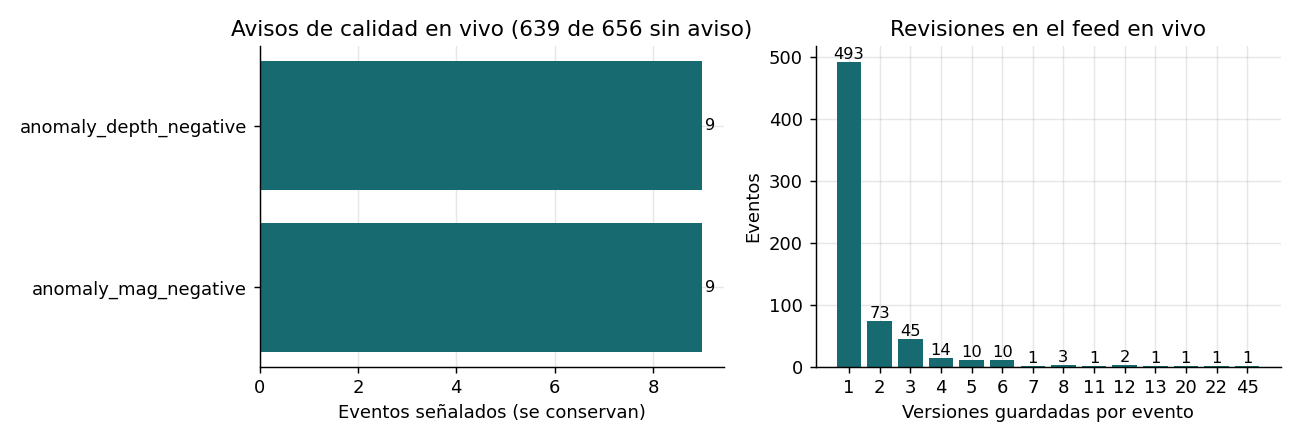 Avisos de calidad en vivo (639 de 656 sin aviso)
anomaly_depth_negative
9
anomaly_mag_negative
9
0 2 4 6 8
Eventos señalados (se conservan)
Revisiones en el feed en vivo
Eventos
500
400
300
200
100
0
493
73
45
14
10
10
1
3
1
2
1
1
1
1
1 2 3 4 5 6 7 8 11 12 13 20 22 45
Versiones guardadas por evento